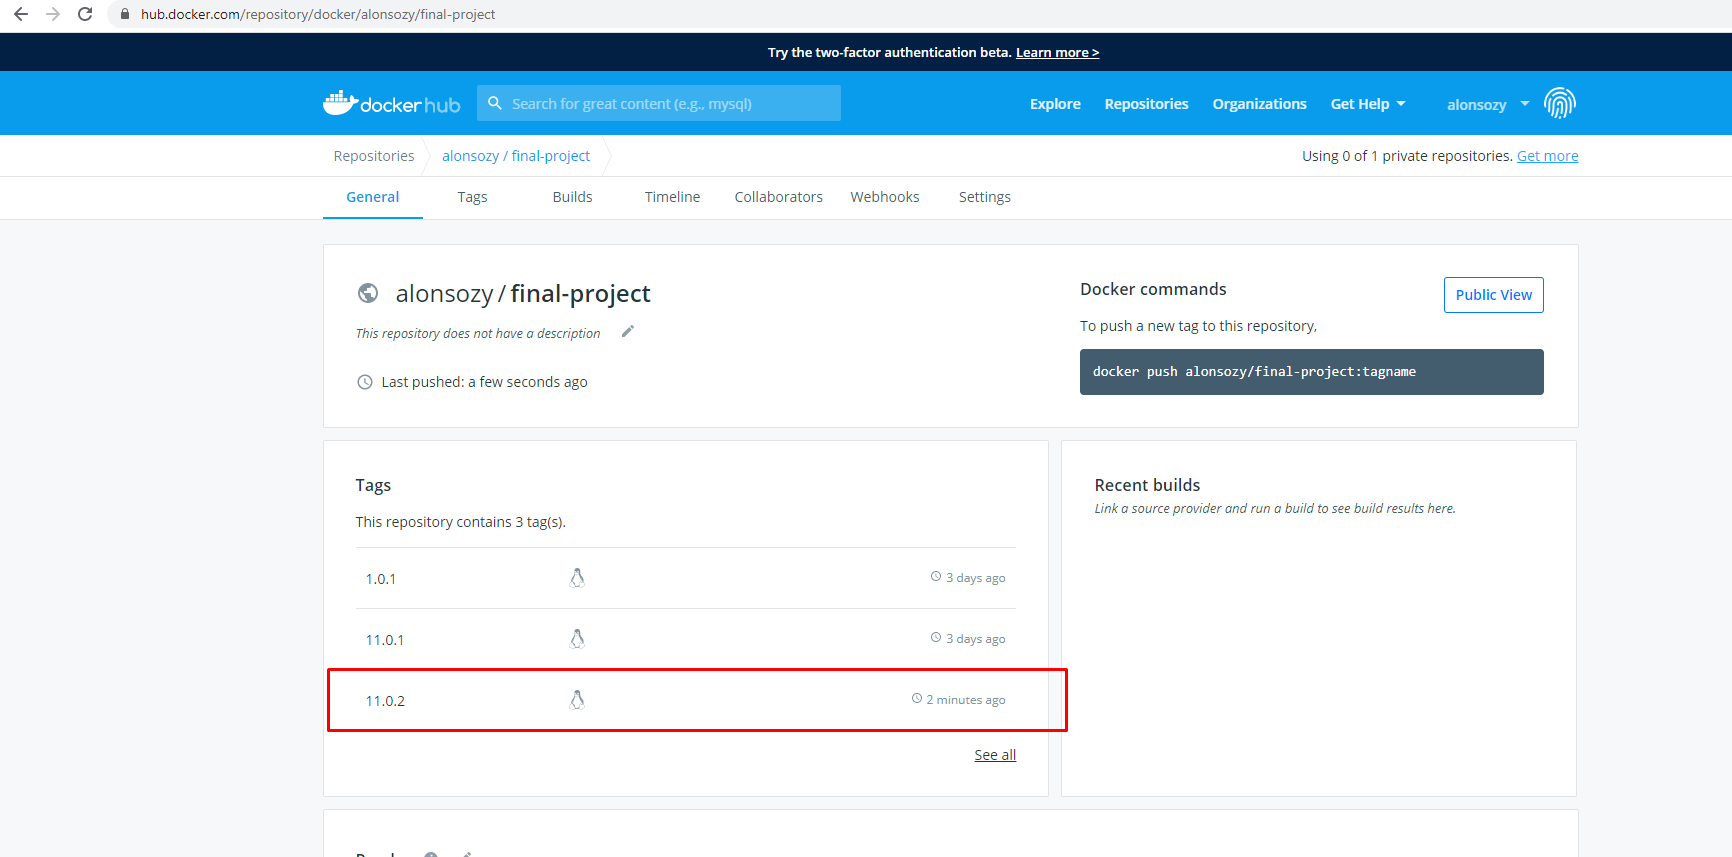 hub.docker.com/repository/docker/alonsozy/final-project
Try the two-factor authentication beta. Learn more >
docker hub
Search for great content (e.g., mysql)
Explore
Repositories
Organizations
Get Help
alonsozy
Repositories
alonsozy / final-project
Using 0 of 1 private repositories. Get more
General
Tags
Builds
Timeline
Collaborators
Webhooks
Settings
alonsozy / final-project
This repository does not have a description
Last pushed: a few seconds ago
Docker commands
Public View
To push a new tag to this repository,
docker push alonsozy/final-project:tagname
Tags
This repository contains 3 tag(s).
1.0.1
3 days ago
11.0.1
3 days ago
11.0.2
2 minutes ago
See all
Recent builds
Link a source provider and run a build to see build results here.